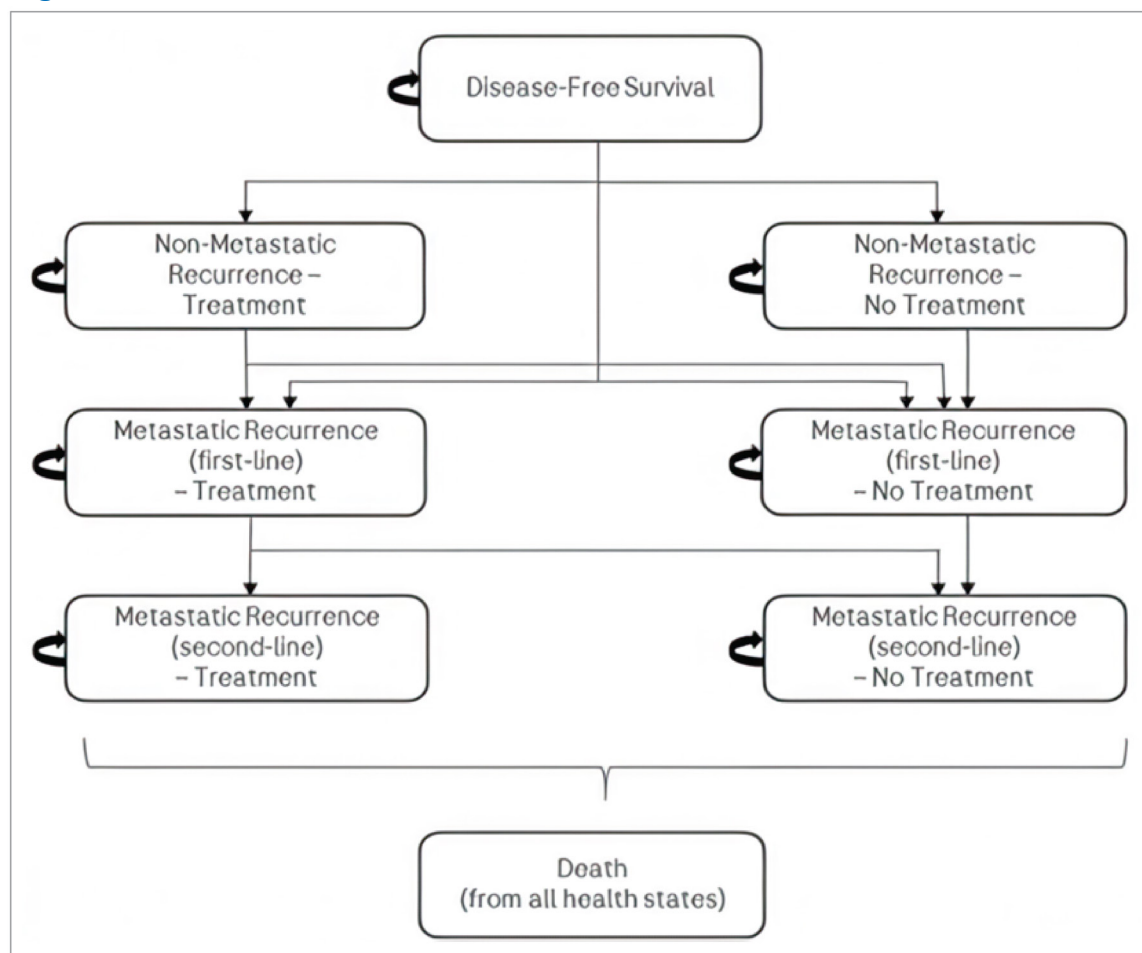 Disease-Free Survival
Non-Metastatic
Recurrence –
Treatment
Non-Metastatic
Recurrence –
No Treatment
Metastatic Recurrence
(first-line)
– Treatment
Metastatic Recurrence
(first-line)
– No Treatment
Metastatic Recurrence
(second-line)
– Treatment
Metastatic Recurrence
(second-line)
– No Treatment
Death
(from all health states)